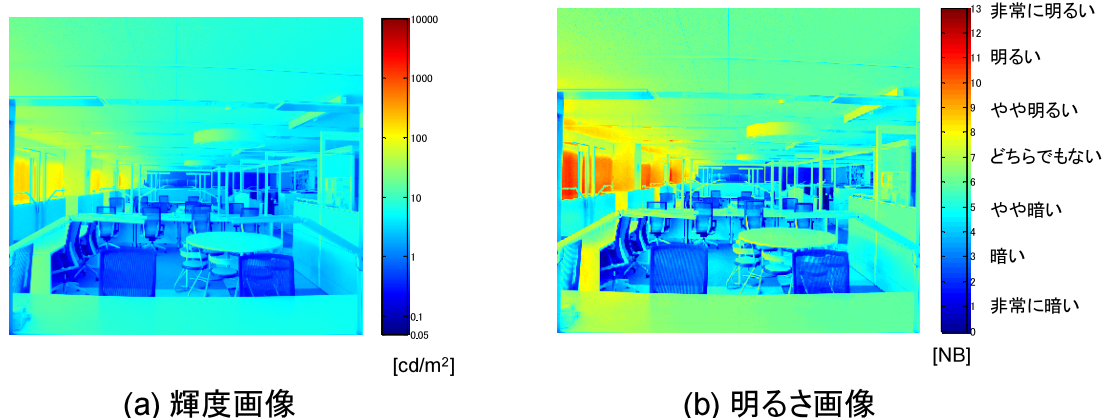 10000
1000
100
10
1
0.1
0.05
[cd/m²]
(a) 輝度画像
13
12
11
10
9
8
7
6
5
4
3
2
1
0
非常に明るい
明るい
やや明るい
どちらでもない
やや暗い
暗い
非常に暗い
[NB]
(b) 明るさ画像